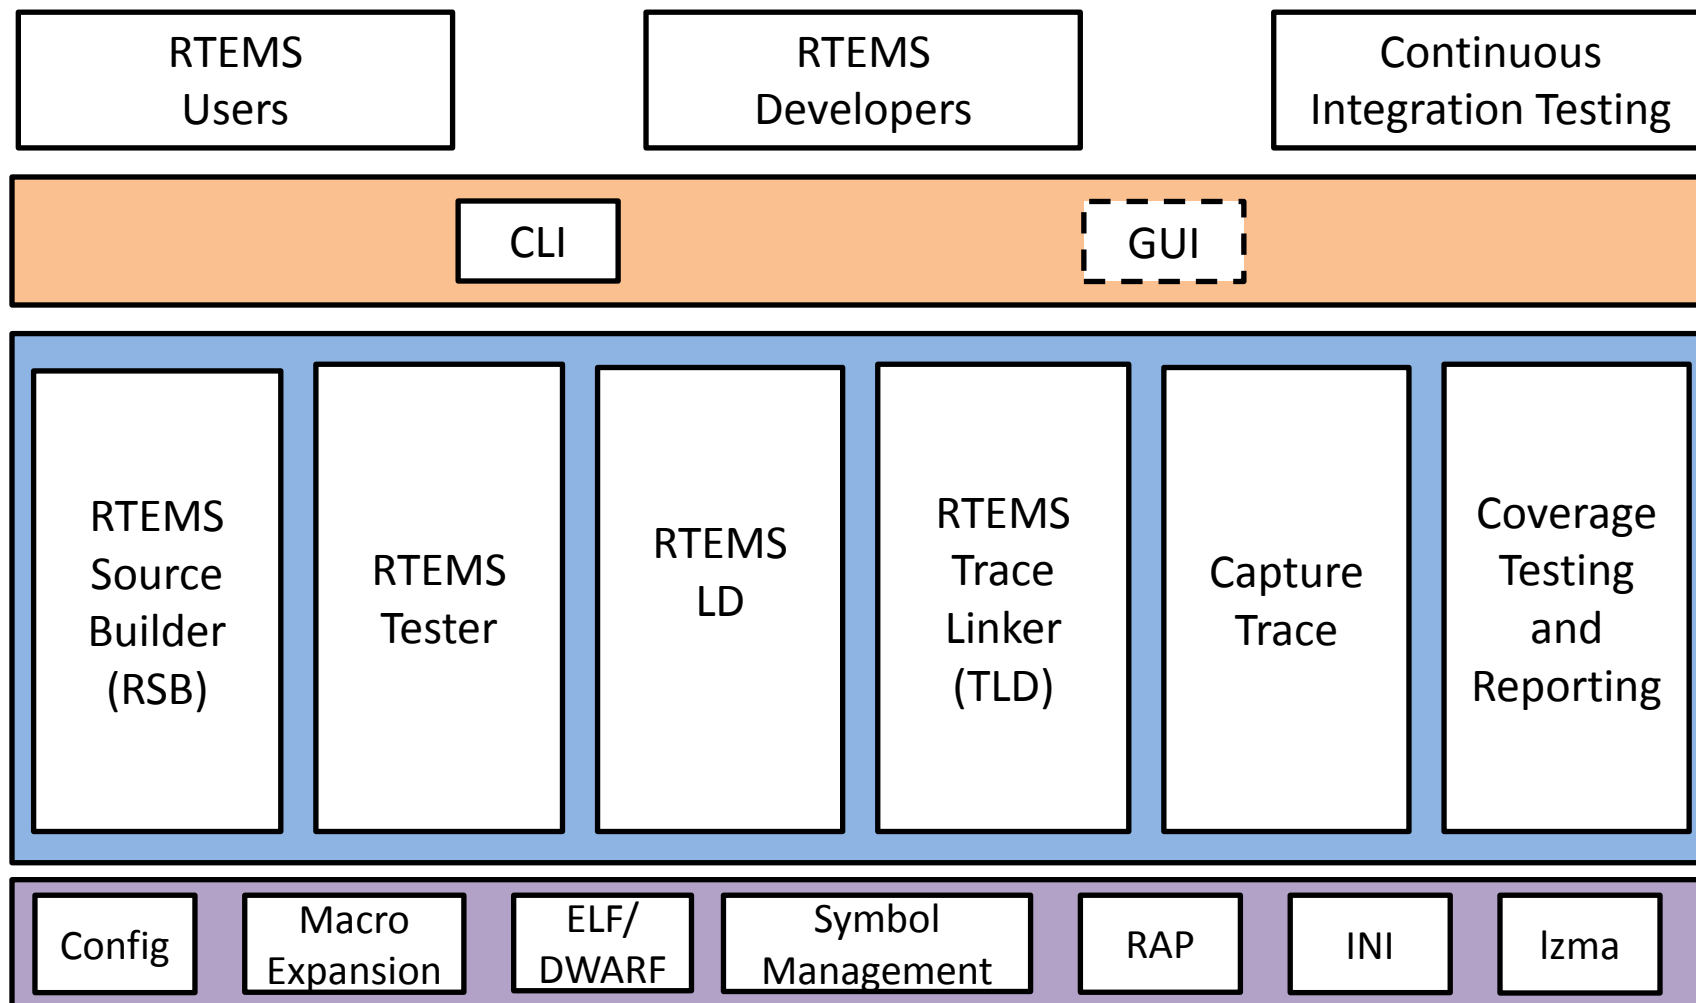 RTEMS
Users
RTEMS
Developers
Continuous
Integration Testing
CLI
GUI
RTEMS
Source
Builder
(RSB)
RTEMS
Tester
RTEMS
LD
RTEMS
Trace
Linker
(TLD)
Capture
Trace
Coverage
Testing
and
Reporting
Config
Macro
Expansion
ELF/
DWARF
Symbol
Management
RAP
INI
lzma